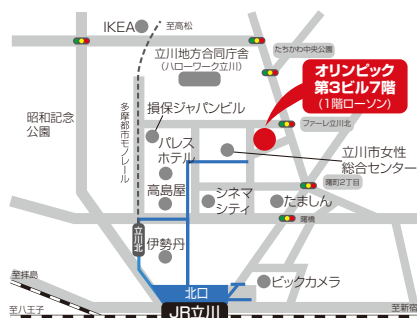 IKEA
至高松
立川地方合同庁舎
(ハローワーク立川)
たちかわ中央公園
オリンピック
第3ビル7階
(1階ローソン)
昭和記念
公園
多摩都市モノレール
損保ジャパンビル
ファーレ立川北
パレス
ホテル
立川市女性
総合センター
高島屋
シネマ
シティ
曙町2丁目
たましん
曙橋
立川北
伊勢丹
至拝島
ビックカメラ
北口
至八王子
JR立川
至新宿